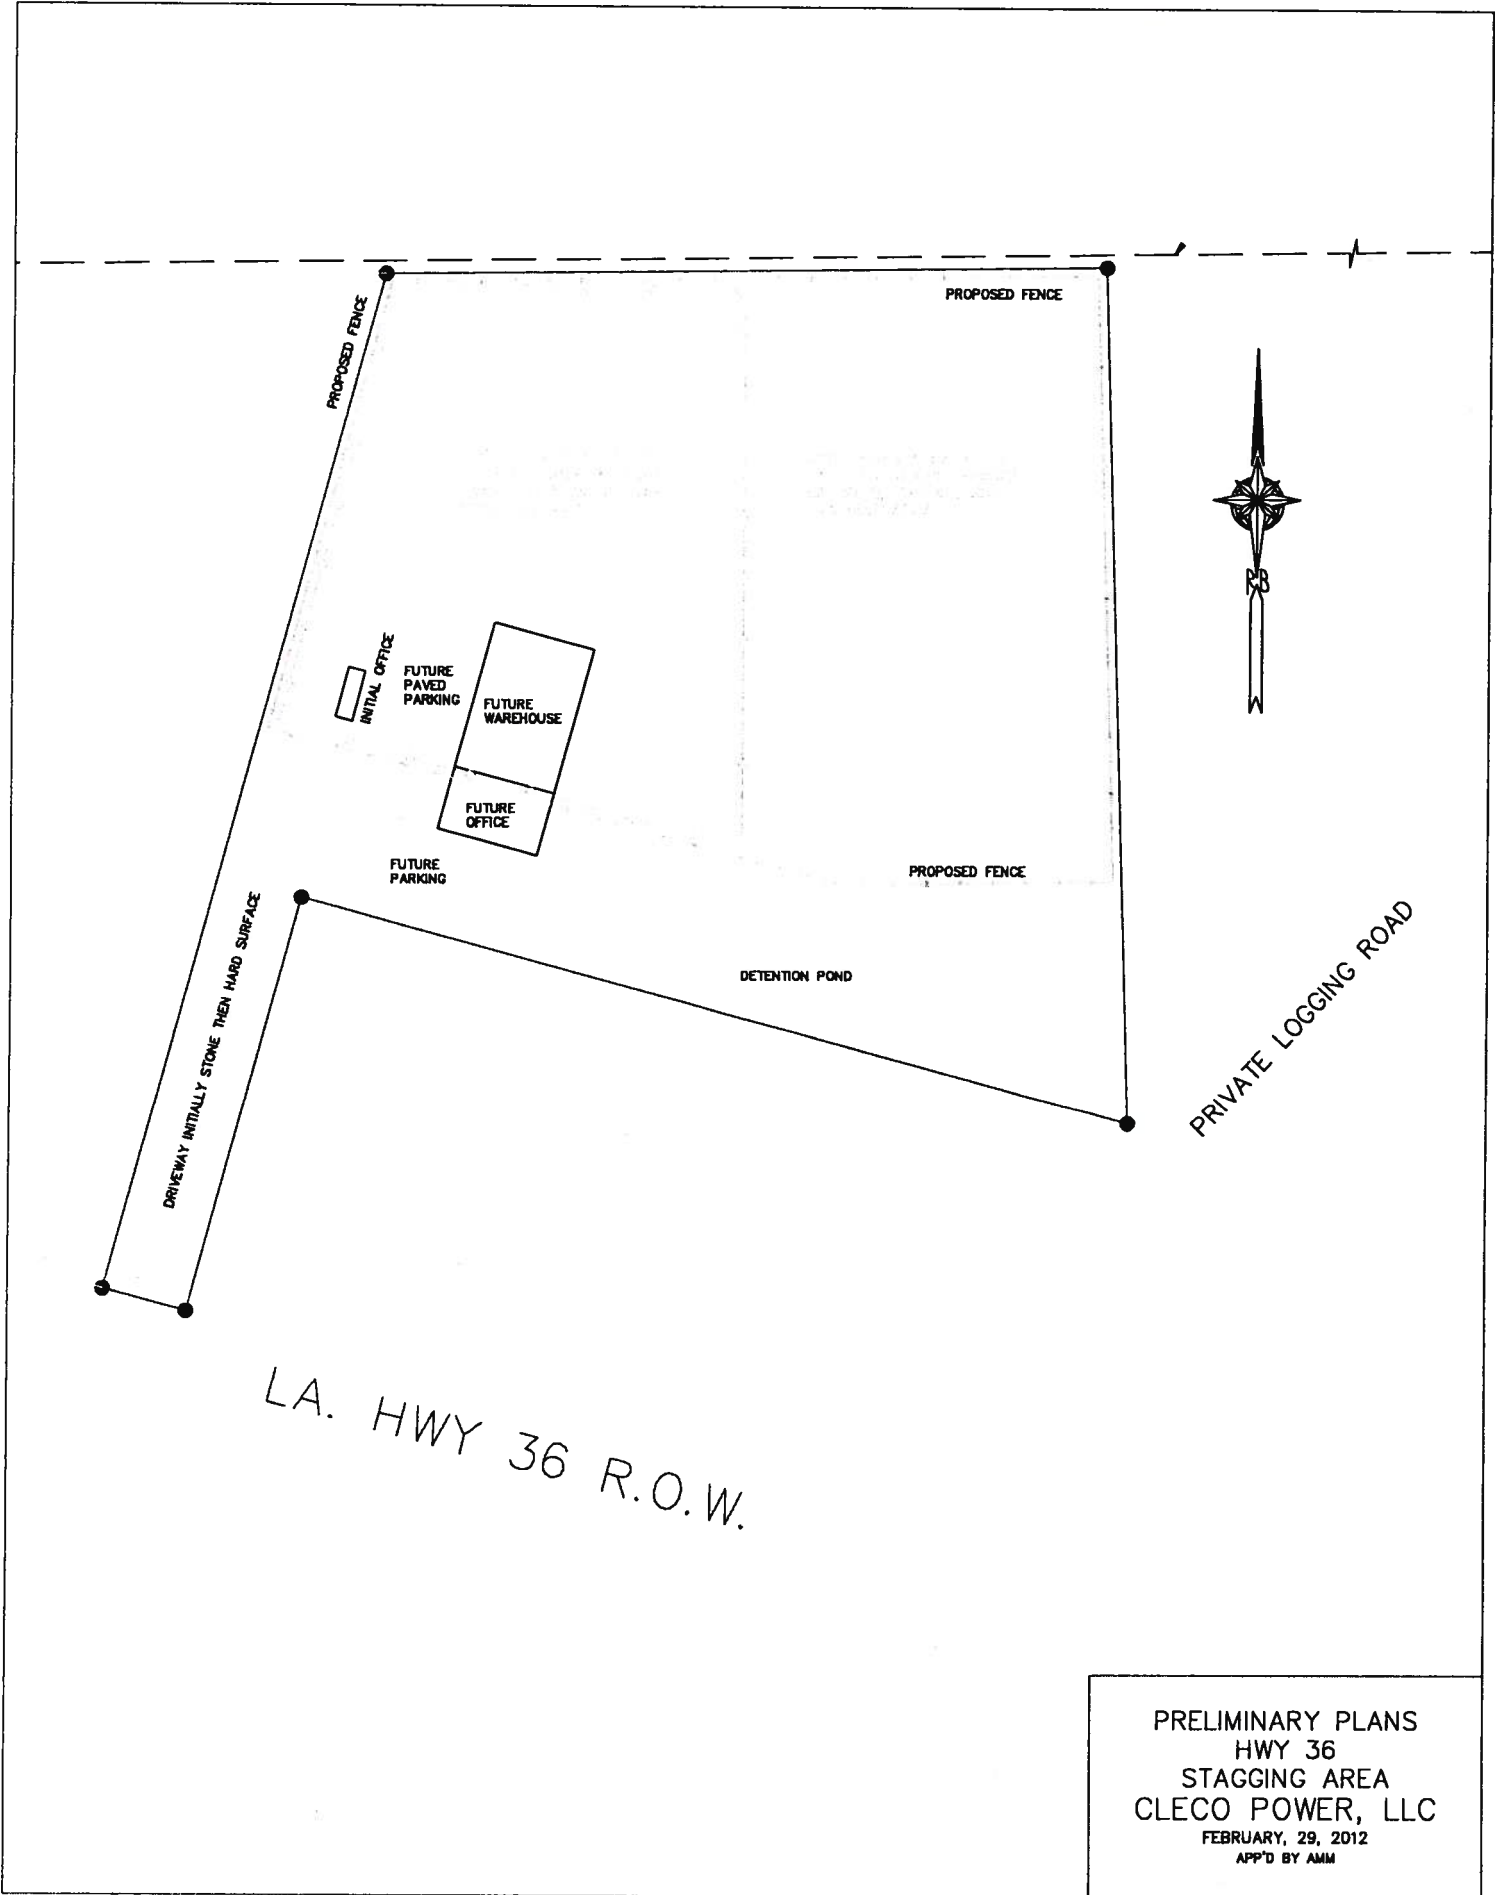 PROPOSED FENCE
PROPOSED FENCE
INITIAL OFFICE
FUTURE
PAVED
PARKING
FUTURE
WAREHOUSE
RB
FUTURE
OFFICE
FUTURE
PARKING
PROPOSED FENCE
DRIVEWAY INITIALLY STONE THEN HARD SURFACE
DETENTION POND
PRIVATE LOGGING ROAD
LA. HWY 36 R.O.W.
PRELIMINARY PLANS
HWY 36
STAGGING AREA
CLECO POWER, LLC
FEBRUARY, 29, 2012
APP'D BY AMM